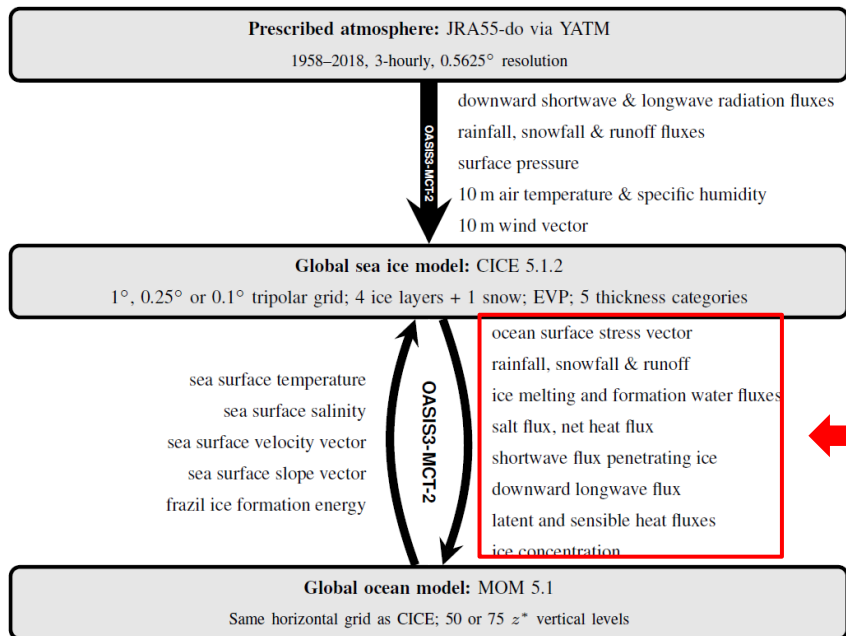 Prescribed atmosphere: JRA55-do via YATM
1958–2018, 3-hourly, 0.5625° resolution
OASIS3-MCT-2
downward shortwave & longwave radiation fluxes
rainfall, snowfall & runoff fluxes
surface pressure
10 m air temperature & specific humidity
10 m wind vector
Global sea ice model: CICE 5.1.2
1°, 0.25° or 0.1° tripolar grid; 4 ice layers + 1 snow; EVP; 5 thickness categories
sea surface temperature
sea surface salinity
sea surface velocity vector
sea surface slope vector
frazil ice formation energy
OASIS3-MCT-2
ocean surface stress vector
rainfall, snowfall & runoff
ice melting and formation water fluxes
salt flux, net heat flux
shortwave flux penetrating ice
downward longwave flux
latent and sensible heat fluxes
ice concentration
Global ocean model: MOM 5.1
Same horizontal grid as CICE; 50 or 75 z* vertical levels